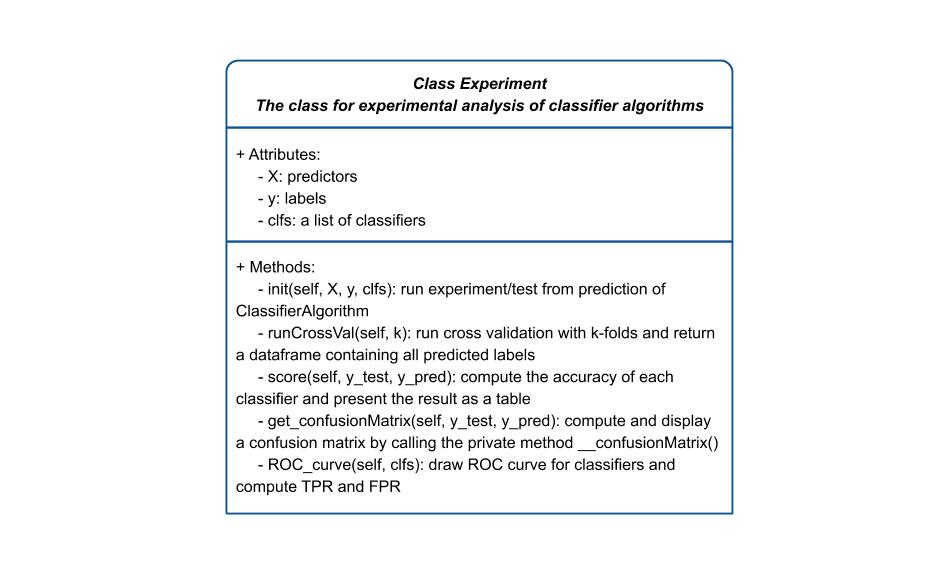 Class Experiment
The class for experimental analysis of classifier algorithms
+ Attributes:
- X: predictors
- y: labels
- clfs: a list of classifiers
+ Methods:
- init(self, X, y, clfs): run experiment/test from prediction of
ClassifierAlgorithm
- runCrossVal(self, k): run cross validation with k-folds and return
a dataframe containing all predicted labels
- score(self, y_test, y_pred): compute the accuracy of each
classifier and present the result as a table
- get_confusionMatrix(self, y_test, y_pred): compute and display
a confusion matrix by calling the private method __confusionMatrix()
- ROC_curve(self, clfs): draw ROC curve for classifiers and
compute TPR and FPR